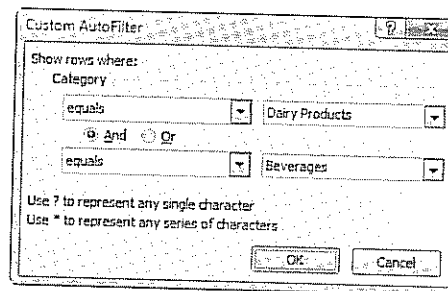 Custom AutoFilter
Show rows where:
Category
equals Dairy Products
And Or
equals Beverages
Use ? to represent any single character
Use * to represent any series of characters
OK Cancel